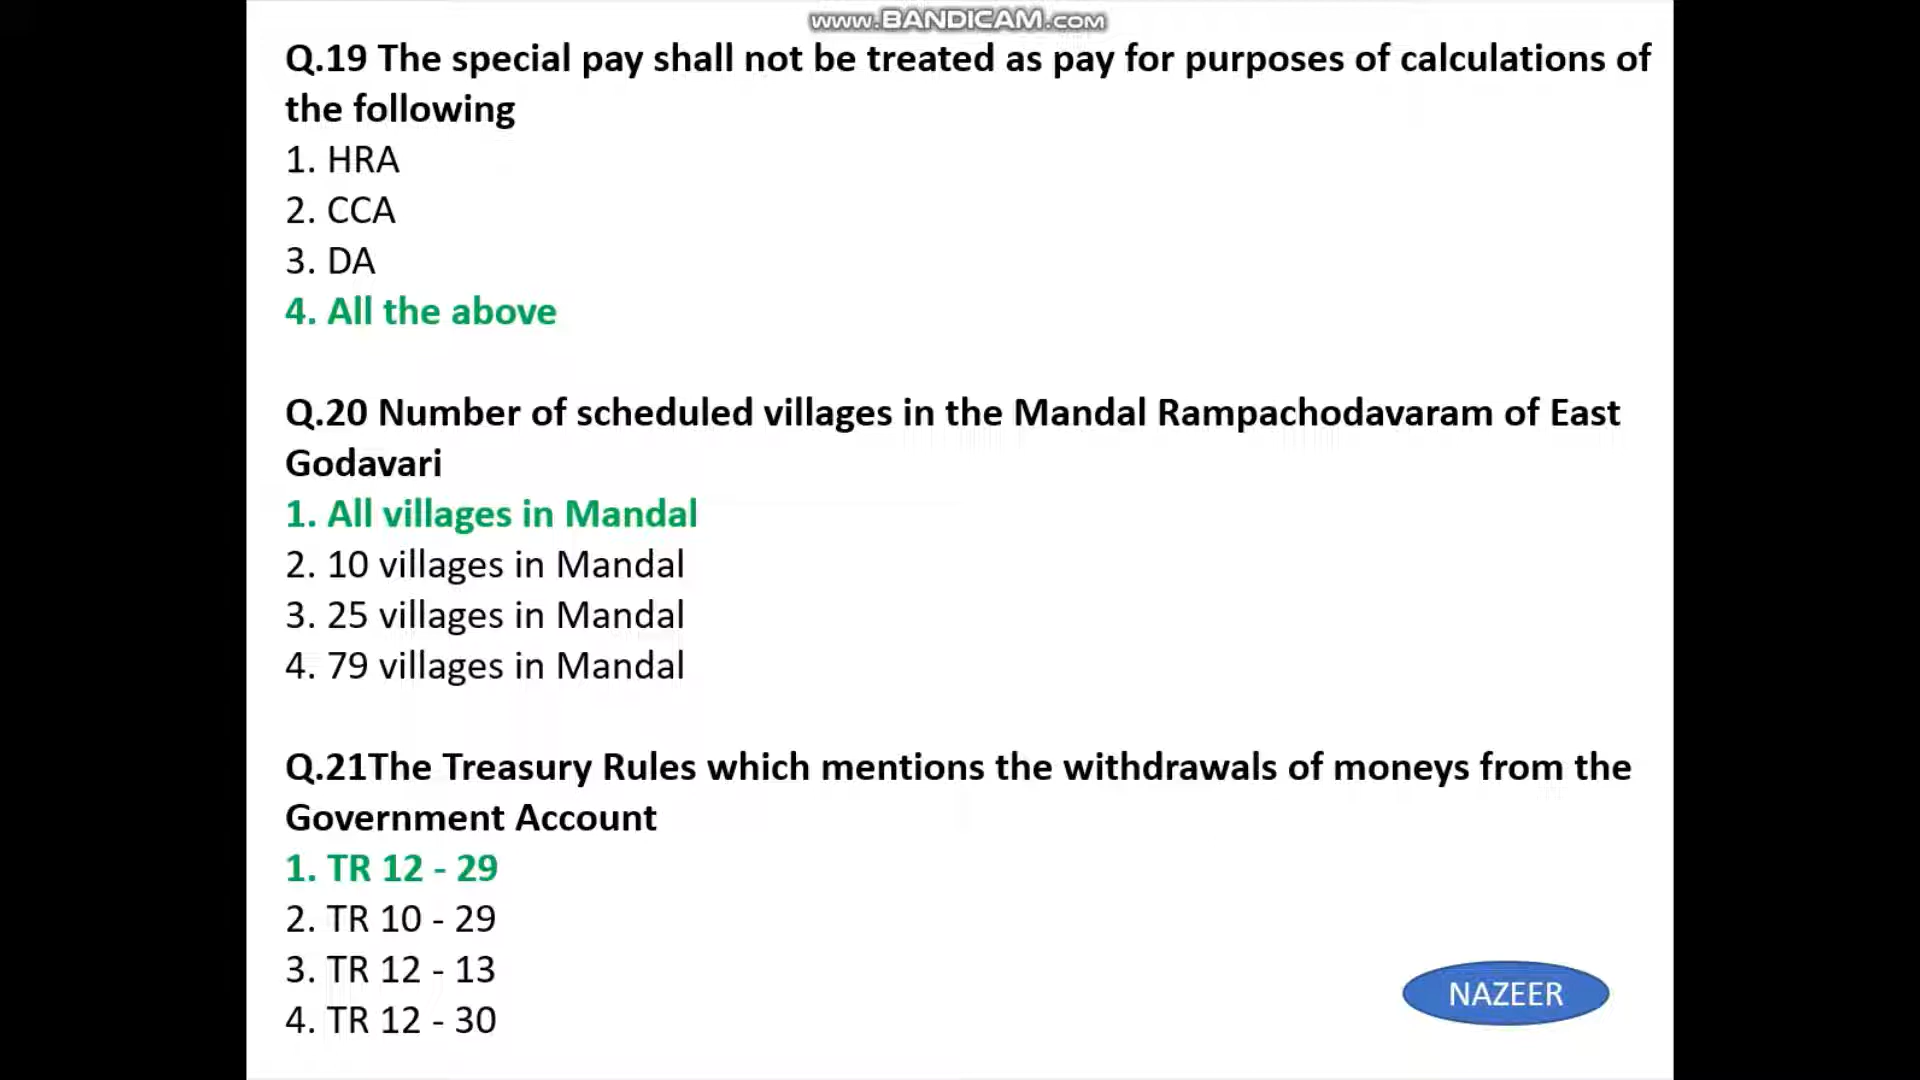 www.BANDICAM.com
Q.19 The special pay shall not be treated as pay for purposes of calculations of
the following
1. HRA
2. CCA
3. DA
4. All the above
Q.20 Number of scheduled villages in the Mandal Rampachodavaram of East
Godavari
1. All villages in Mandal
2. 10 villages in Mandal
3. 25 villages in Mandal
4. 79 villages in Mandal
Q.21The Treasury Rules which mentions the withdrawals of moneys from the
Government Account
1. TR 12 - 29
2. TR 10 - 29
3. TR 12 - 13
4. TR 12 - 30
NAZEER